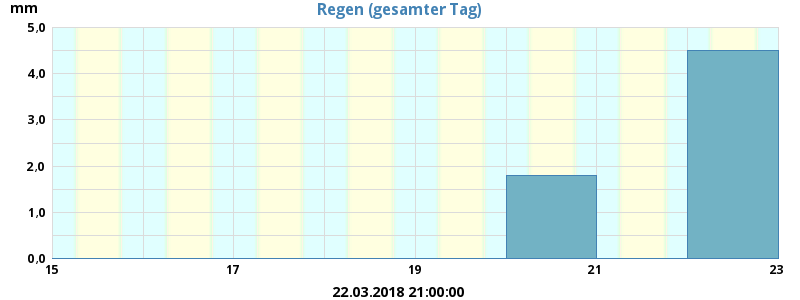 mm
Regen (gesamter Tag)
5,0
4,0
3,0
2,0
1,0
0,0
15 17 19 21 23
22.03.2018 21:00:00